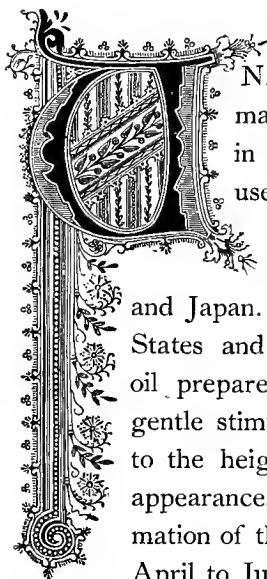 NI
ma
in
use
and Japan.
States and
oil prepare
gentle stim
to the heig
appearance.
mation of th
April to Ju